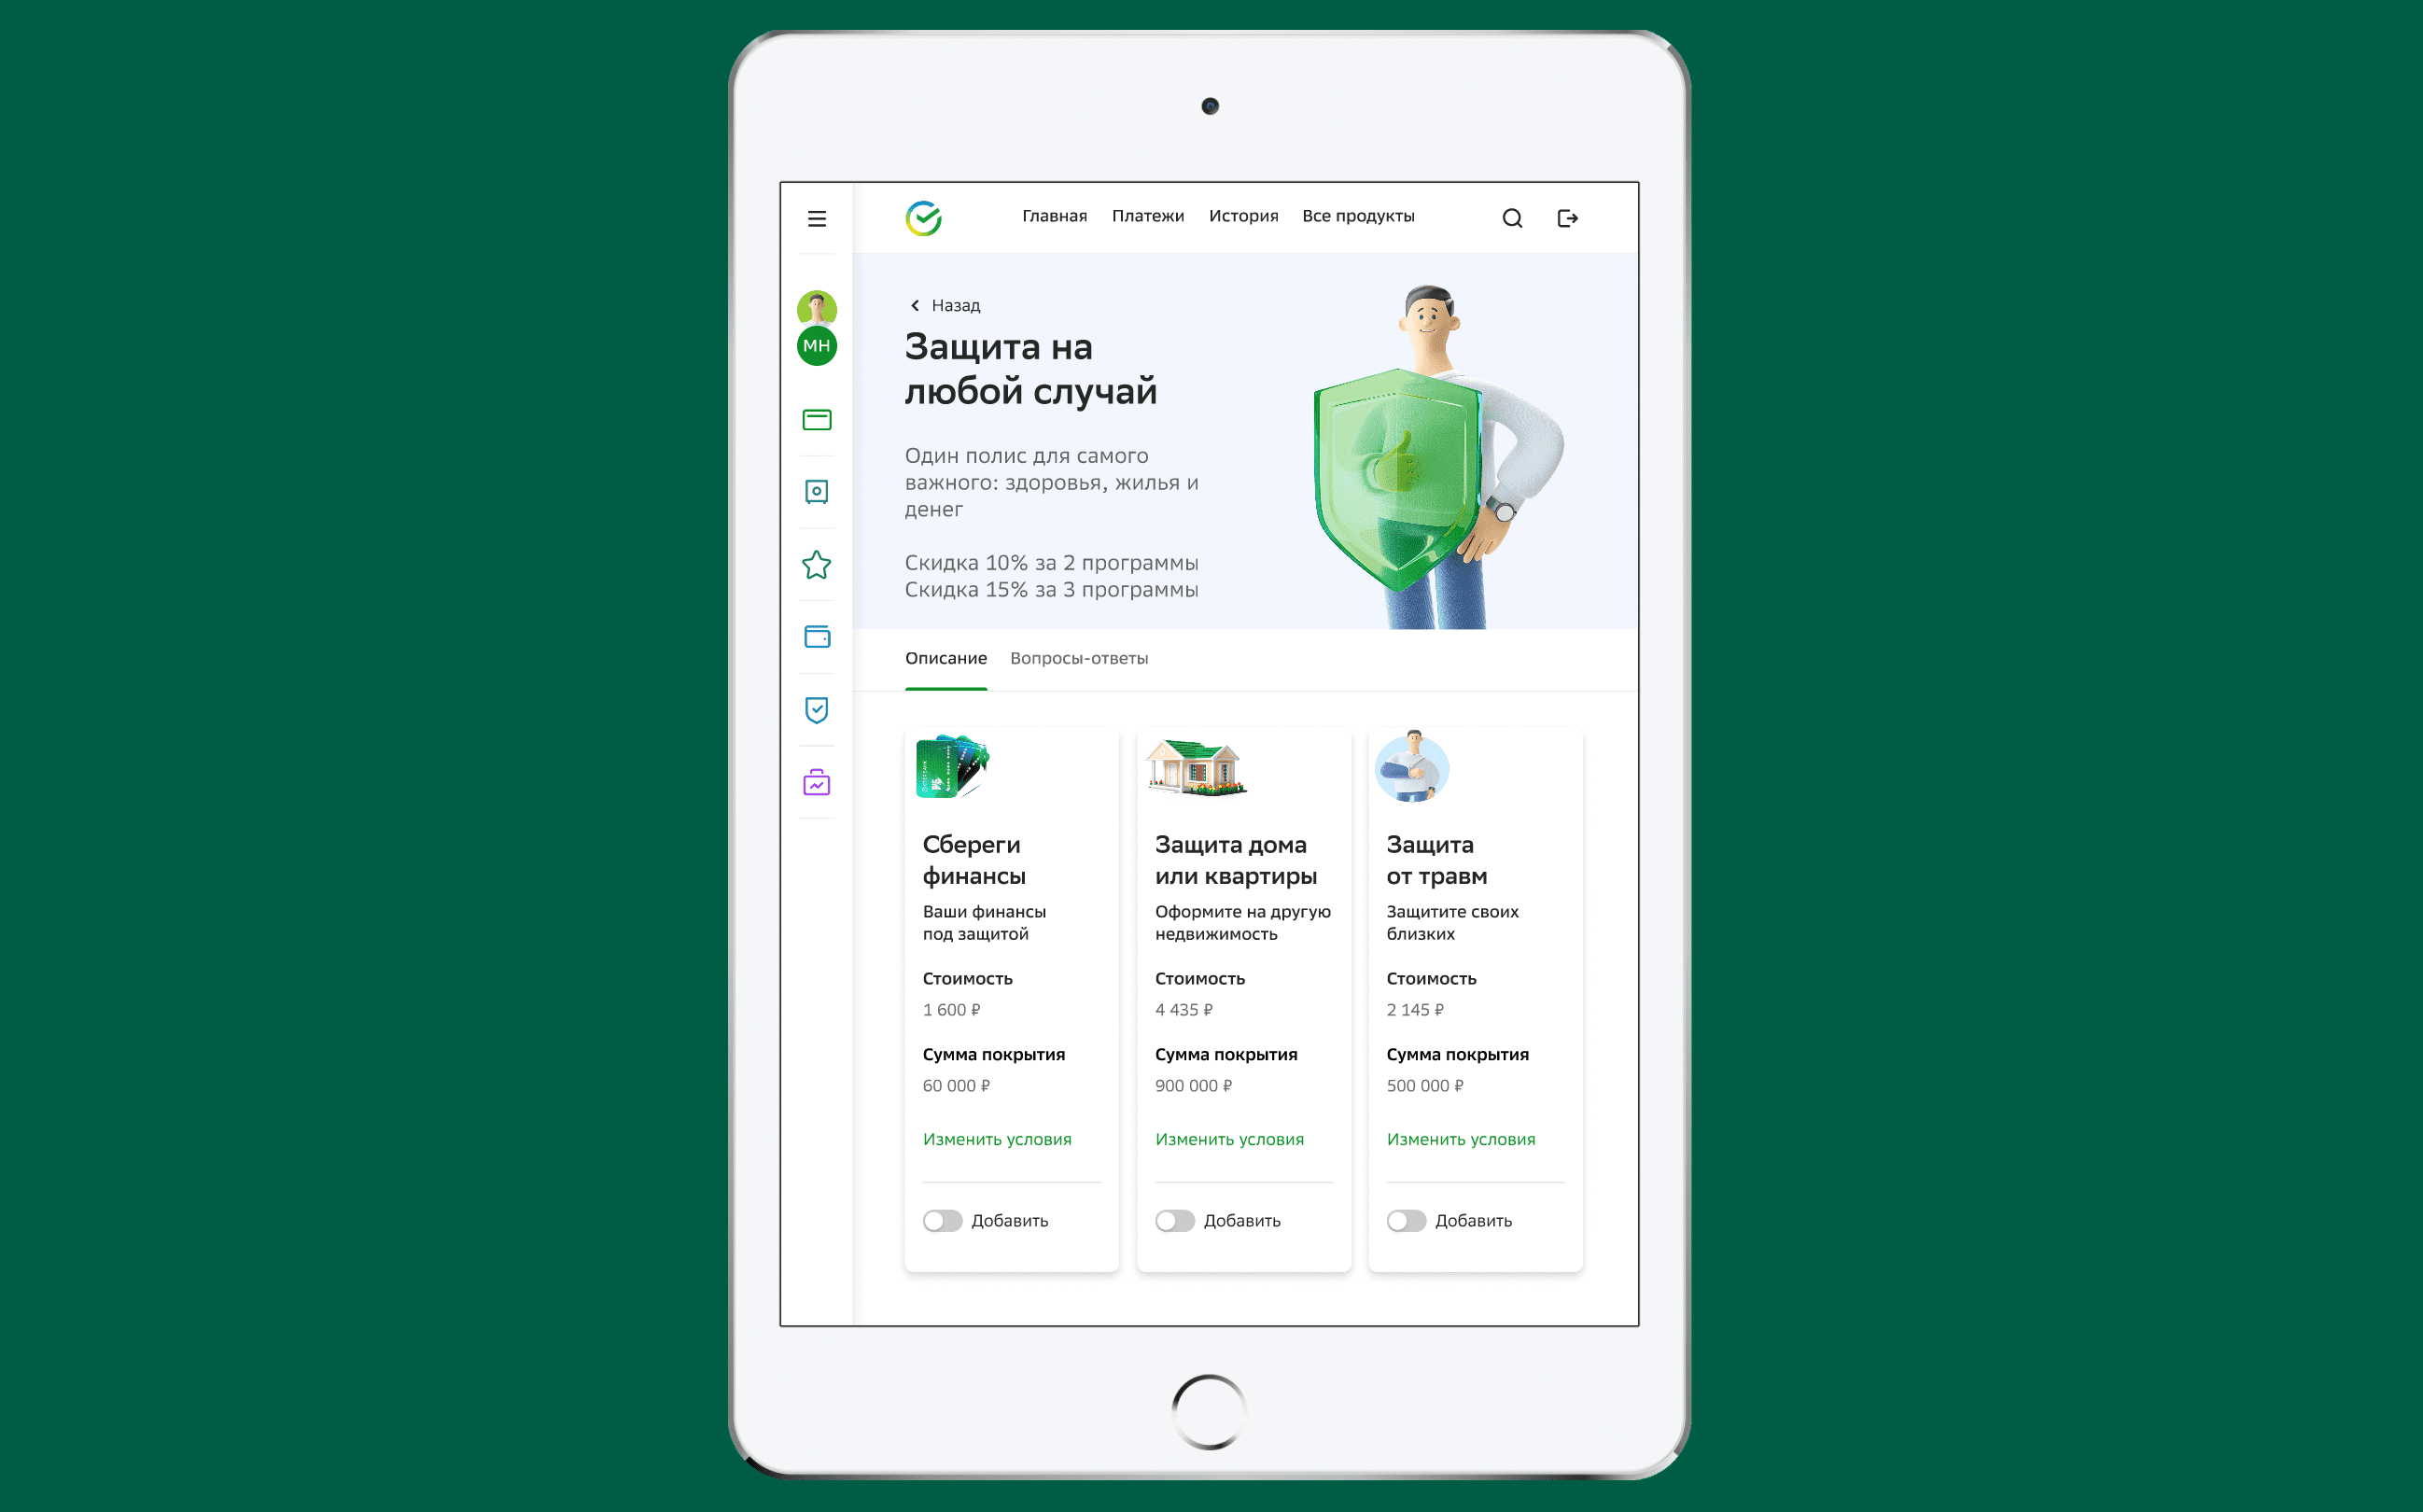 Главная Платежи История Все продукты
МН
Назад
Защита на
любой случай
Один полис для самого
важного: здоровья, жилья и
денег
Скидка 10% за 2 программы
Скидка 15% за 3 программы
Описание Вопросы-ответы
Сбереги
финансы
Ваши финансы
под защитой
Стоимость
1 600 ₽
Сумма покрытия
60 000 ₽
Изменить условия
Добавить
Защита дома
или квартиры
Оформите на другую
недвижимость
Стоимость
4 435 ₽
Сумма покрытия
900 000 ₽
Изменить условия
Добавить
Защита
от травм
Защитите своих
близких
Стоимость
2 145 ₽
Сумма покрытия
500 000 ₽
Изменить условия
Добавить